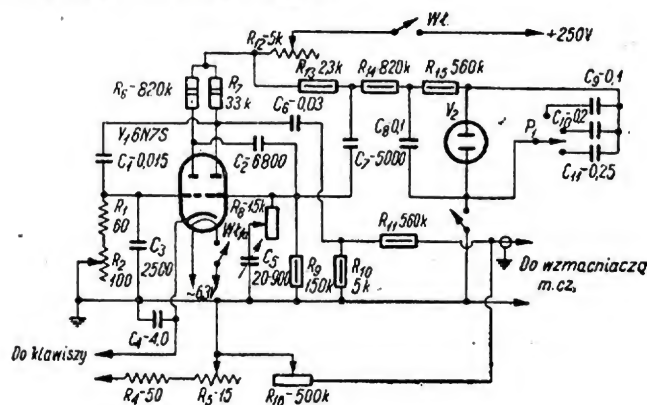 R12-5k
Wł.
+250V
R13 2,3k
R14 820k
R15 560k
C9-0,1
R6-820k
R7
33k
C6-0,03
V2
C10-0,2
P1
V1 6N7S
C8 0,1
C1-0,015
C2-6800
C7-5000
C11-0,25
R8-15k
R1
60
R11 560k
C3
2500
R2
100
C5
20-900
R9
150k
R10
5k
~6,3V
Do wzmacniacza
m.cz.
C4-4,0
Do klawiszy
R4-50
R5-15
R16-500k